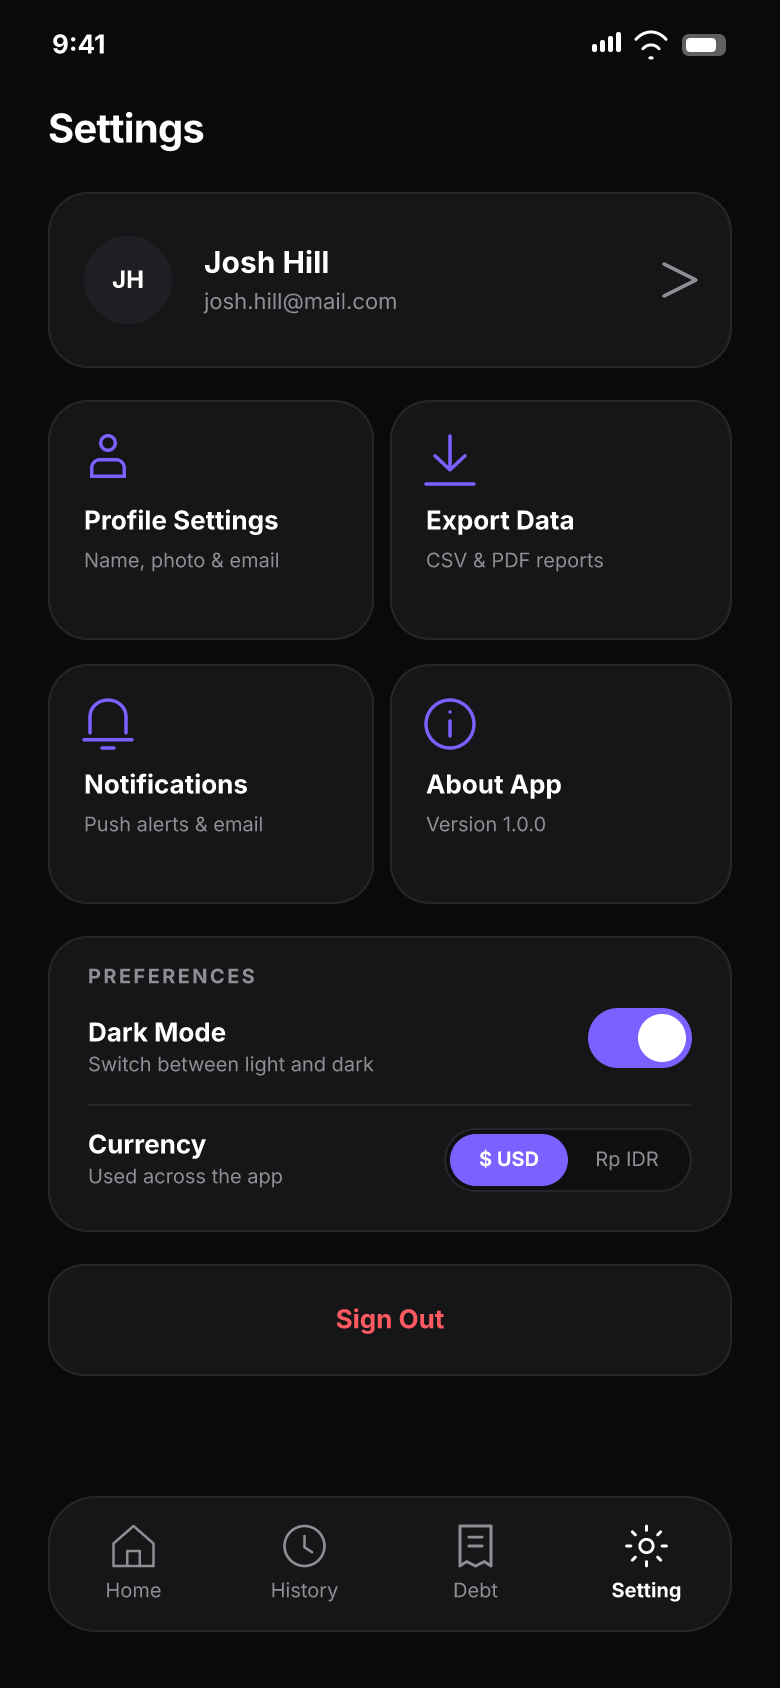 9:41
Settings
JH
Josh Hill
josh.hill@mail.com
Profile Settings
Name, photo & email
Export Data
CSV & PDF reports
Notifications
Push alerts & email
About App
Version 1.0.0
PREFERENCES
Dark Mode
Switch between light and dark
Currency
Used across the app
$ USD
Rp IDR
Sign Out
Home
History
Debt
Setting